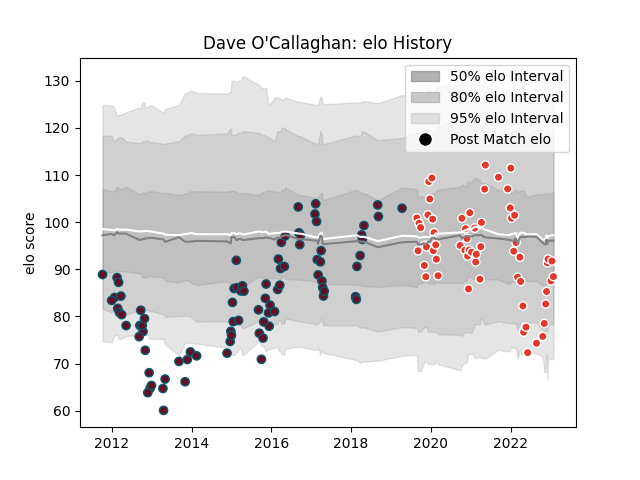 Dave O'Callaghan: elo History
50% elo Interval
80% elo Interval
95% elo Interval
Post Match elo
elo score
130
120
110
100
90
80
70
60
2012
2014
2016
2018
2020
2022